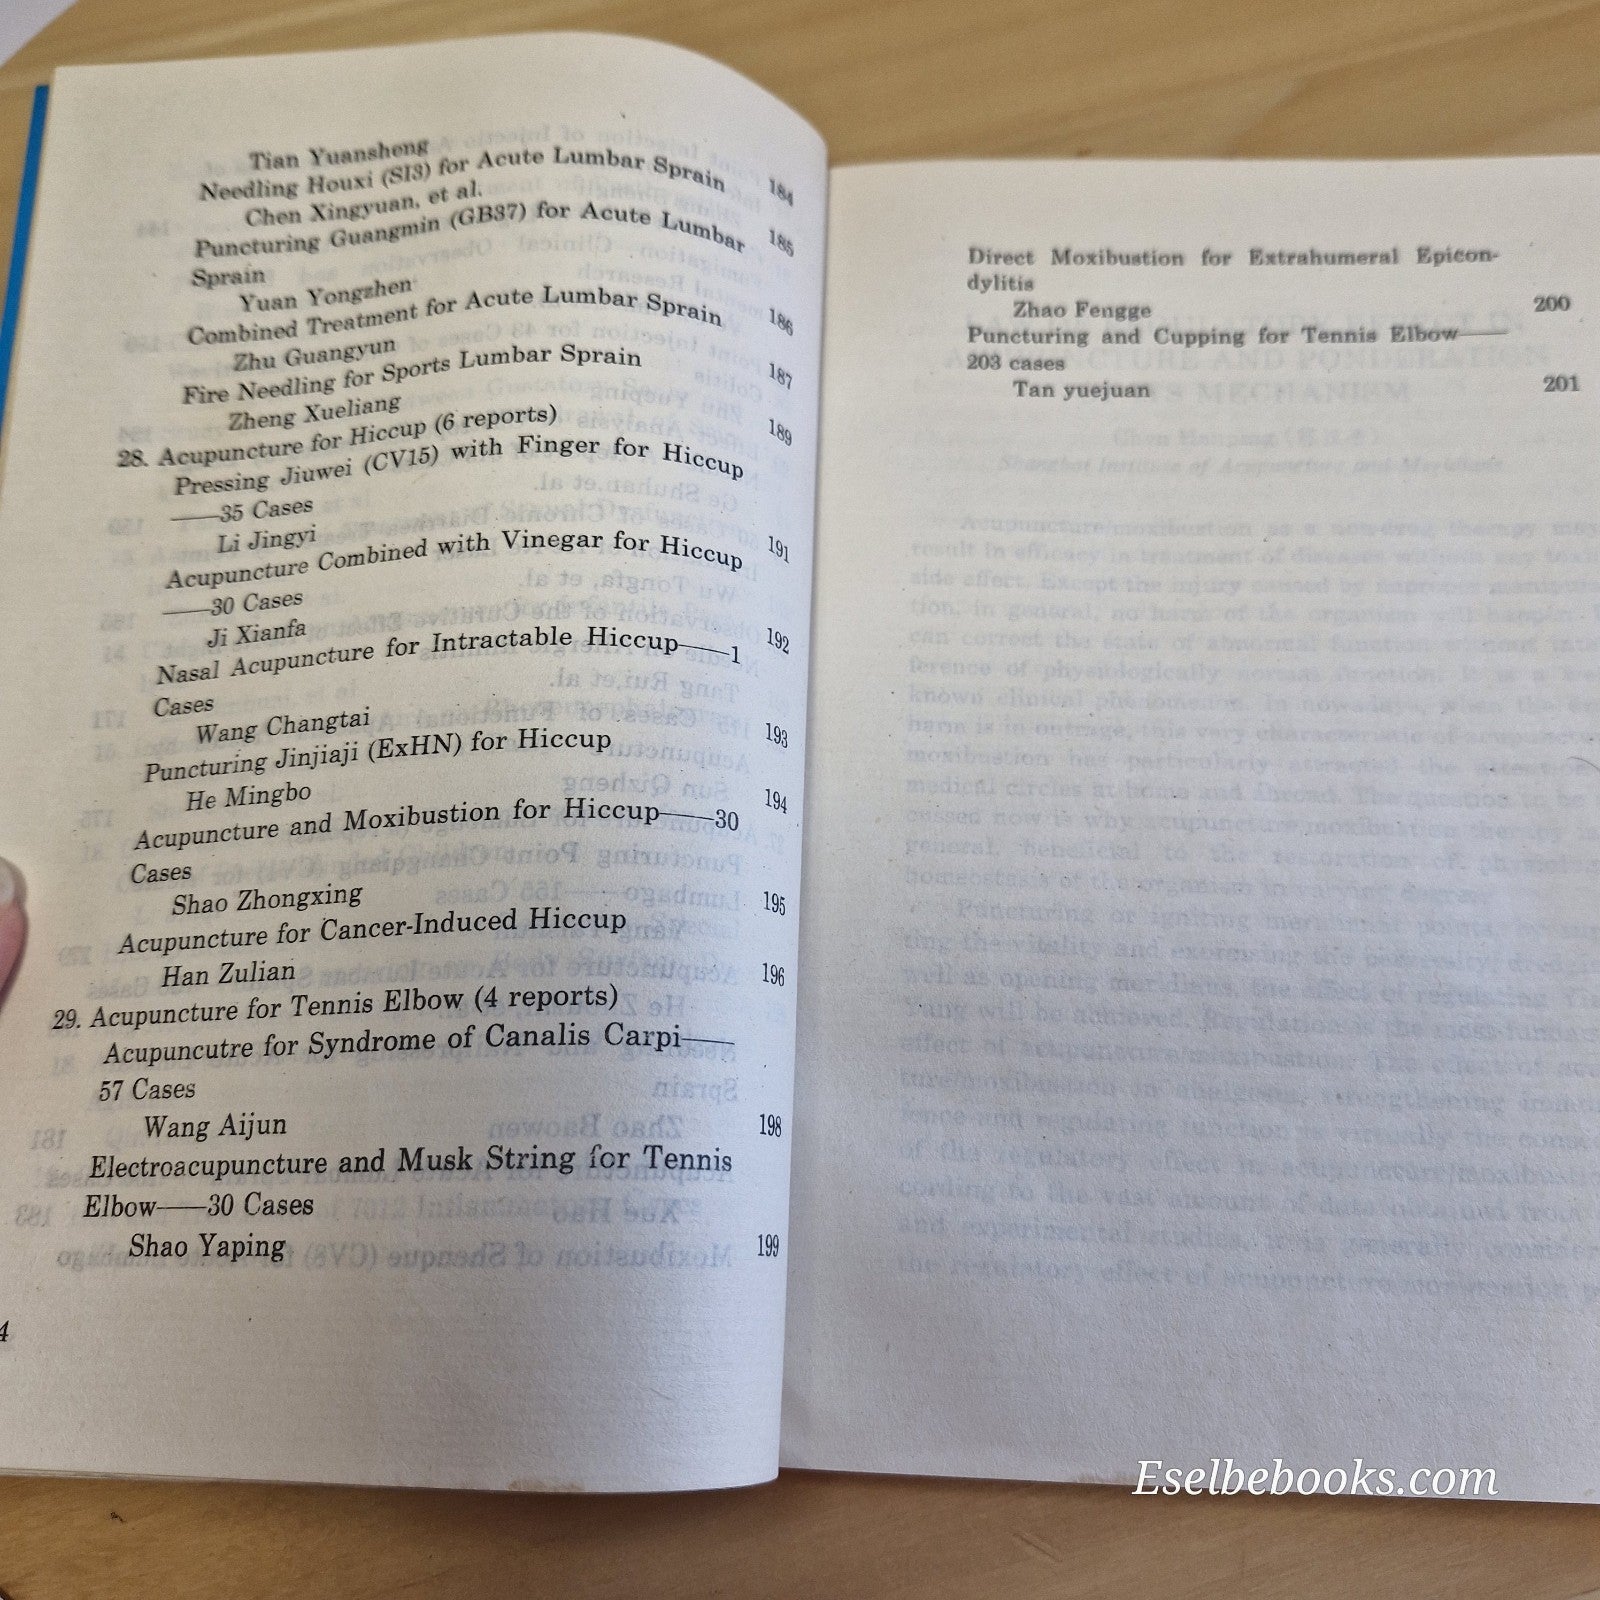 Tian Yuansheng 184
Needling Houxi (SI3) for Acute Lumbar Sprain
Chen Xingyuan, et al. 185
Puncturing Guangmin (GB37) for Acute Lumbar
Sprain
Yuan Yongzhen 186
Combined Treatment for Acute Lumbar Sprain
Zhu Guangyun 187
Fire Needling for Sports Lumbar Sprain
Zheng Xueliang 189
28. Acupuncture for Hiccup (6 reports)
Pressing Jiuwei (CV15) with Finger for Hiccup
——35 Cases
Li Jingyi 191
Acupuncture Combined with Vinegar for Hiccup
——30 Cases
Ji Xianfa 192
Nasal Acupuncture for Intractable Hiccup——1
Cases
Wang Changtai 193
Puncturing Jinjiaji (ExHN) for Hiccup
He Mingbo 194
Acupuncture and Moxibustion for Hiccup——30
Cases
Shao Zhongxing 195
Acupuncture for Cancer-Induced Hiccup
Han Zulian 196
29. Acupuncture for Tennis Elbow (4 reports)
Acupuncutre for Syndrome of Canalis Carpi——
57 Cases
Wang Aijun 198
Electroacupuncture and Musk String for Tennis
Elbow——30 Cases
Shao Yaping 199
4
Direct Moxibustion for Extrahumeral Epicon-
dylitis
Zhao Fengge 200
Puncturing and Cupping for Tennis Elbow——
203 cases
Tan yuejuan 201
Eselbebooks.com